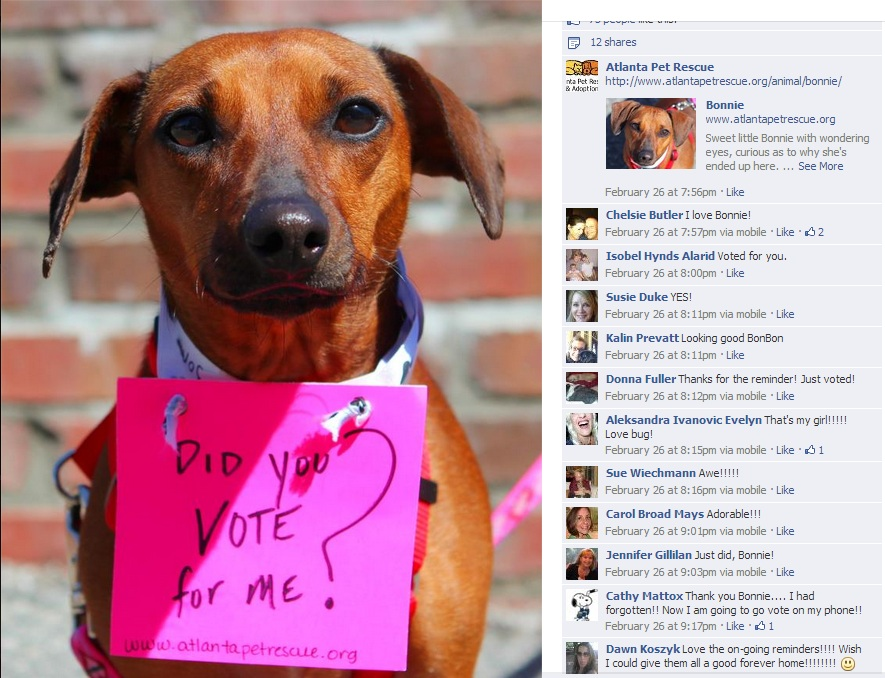 DID YOU
VOTE
for ME?
www.atlantapetrescue.org
12 shares
Atlanta Pet Rescue
http://www.atlantapetrescue.org/animal/bonnie/
Bonnie
www.atlantapetrescue.org
Sweet little Bonnie with wondering
eyes, curious as to why she's
ended up here. ... See More
February 26 at 7:56pm · Like
Chelsie Butler I love Bonnie!
February 26 at 7:57pm via mobile · Like · 2
Isobel Hynds Alarid Voted for you.
February 26 at 8:00pm · Like
Susie Duke YES!
February 26 at 8:11pm via mobile · Like
Kalin Prevatt Looking good BonBon
February 26 at 8:11pm · Like
Donna Fuller Thanks for the reminder! Just voted!
February 26 at 8:12pm via mobile · Like
Aleksandra Ivanovic Evelyn That's my girl!!!!!
Love bug!
February 26 at 8:15pm via mobile · Like · 1
Sue Wiechmann Awe!!!!!
February 26 at 8:16pm via mobile · Like
Carol Broad Mays Adorable!!!
February 26 at 9:01pm via mobile · Like
Jennifer Gillilan Just did, Bonnie!
February 26 at 9:03pm via mobile · Like
Cathy Mattox Thank you Bonnie.... I had
forgotten!! Now I am going to go vote on my phone!!
February 26 at 9:17pm · Like · 1
Dawn Koszyk Love the on-going reminders!!!! Wish
I could give them all a good forever home!!!!!!!!